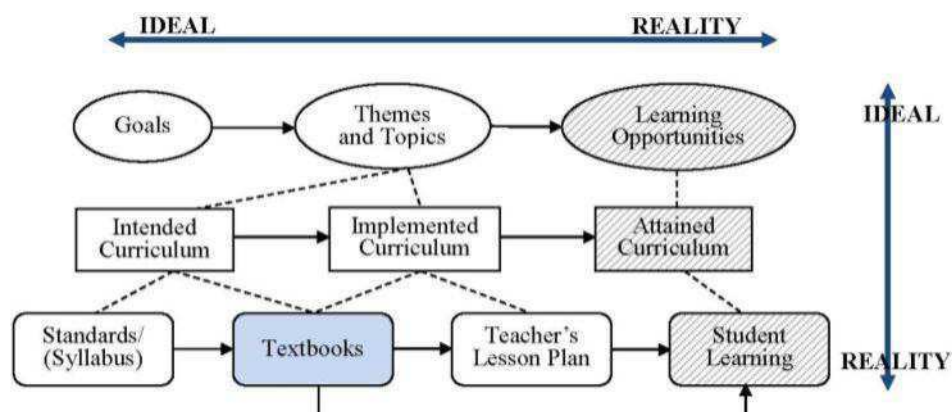 IDEAL
REALITY
IDEAL
Goals
Themes
and Topics
Learning
Opportunities
Intended
Curriculum
Implemented
Curriculum
Attained
Curriculum
Standards/
(Syllabus)
Textbooks
Teacher's
Lesson Plan
Student
Learning
REALITY